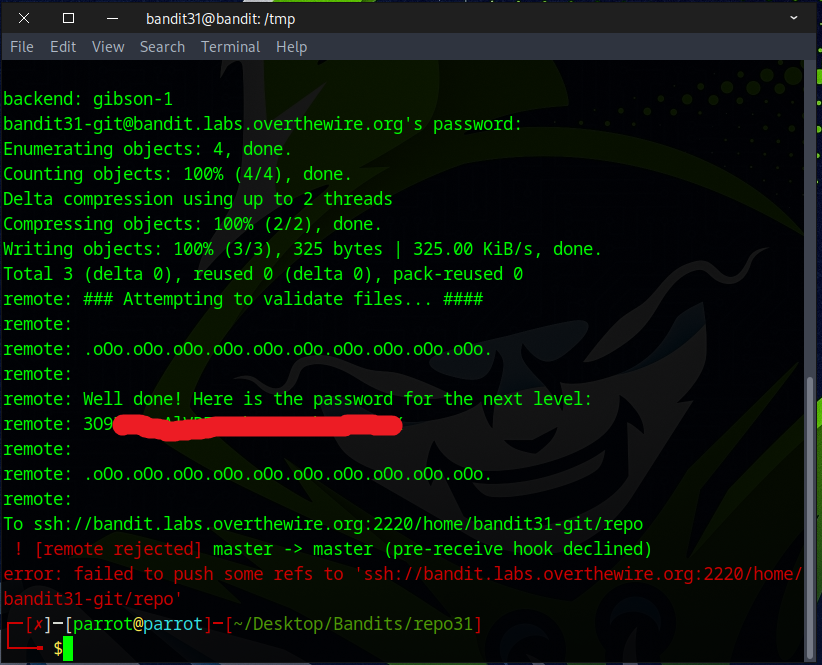 bandit31@bandit: /tmp
File Edit View Search Terminal Help
backend: gibson-1
bandit31-git@bandit.labs.overthewire.org's password:
Enumerating objects: 4, done.
Counting objects: 100% (4/4), done.
Delta compression using up to 2 threads
Compressing objects: 100% (2/2), done.
Writing objects: 100% (3/3), 325 bytes | 325.00 KiB/s, done.
Total 3 (delta 0), reused 0 (delta 0), pack-reused 0
remote: ### Attempting to validate files... ####
remote:
remote: .oOo.oOo.oOo.oOo.oOo.oOo.oOo.oOo.oOo.oOo.
remote:
remote: Well done! Here is the password for the next level:
remote:
remote:
remote: .oOo.oOo.oOo.oOo.oOo.oOo.oOo.oOo.oOo.oOo.
remote:
To ssh://bandit.labs.overthewire.org:2220/home/bandit31-git/repo
! [remote rejected] master -> master (pre-receive hook declined)
error: failed to push some refs to 'ssh://bandit.labs.overthewire.org:2220/home/
bandit31-git/repo'
[✗]─[parrot@parrot]─[~/Desktop/Bandits/repo31]
$